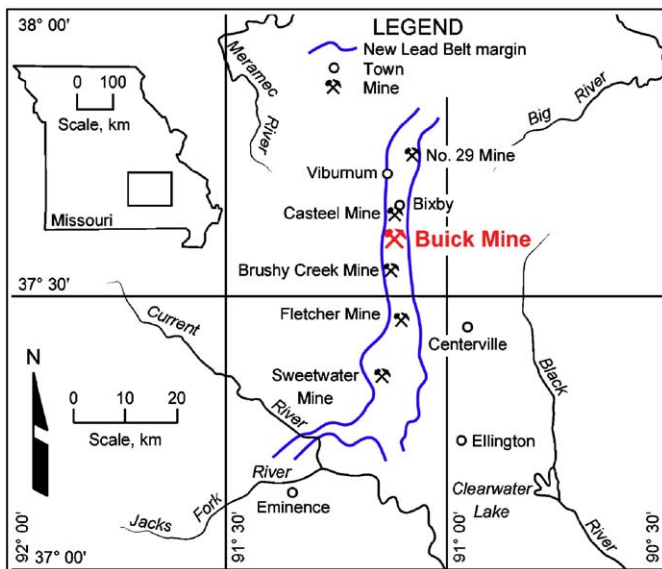 38° 00'
LEGEND
New Lead Belt margin
Town
Mine
0 100
Scale, km
Missouri
Meramec
River
Big
River
No. 29 Mine
Viburnum
Bixby
Casteel Mine
Buick Mine
Brushy Creek Mine
37° 30'
Fletcher Mine
Centerville
Current
River
Black
River
N
0 10 20
Scale, km
Sweetwater
Mine
Ellington
Clearwater
Lake
Jacks
Fork
River
Eminence
92° 00'
37° 00'
91° 30'
91° 00'
90° 30'